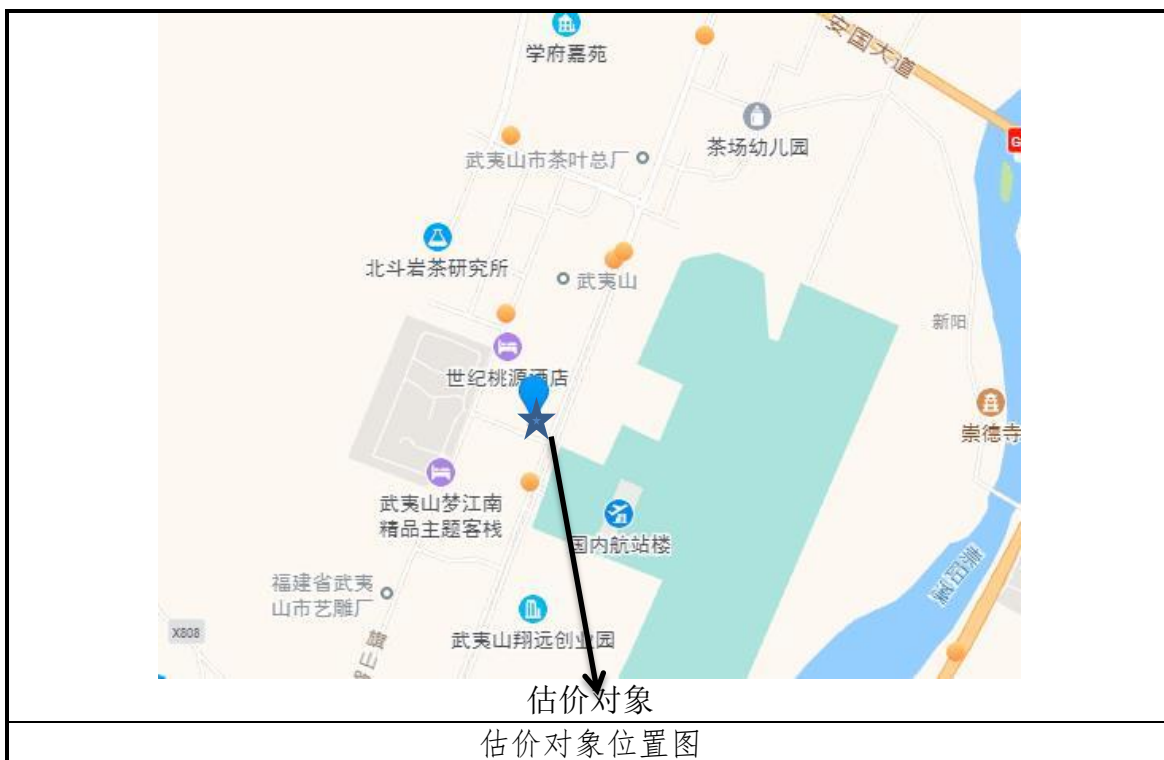 学府嘉苑
安国大道
茶场幼儿园
武夷山市茶叶总厂
G
北斗岩茶研究所
武夷山
新阳
世纪桃源酒店
崇德寺
武夷山梦江南
精品主题客栈
国内航站楼
福建省武夷
山市艺雕厂
X808
武夷山翔远创业园
旗山路
估价对象
估价对象位置图